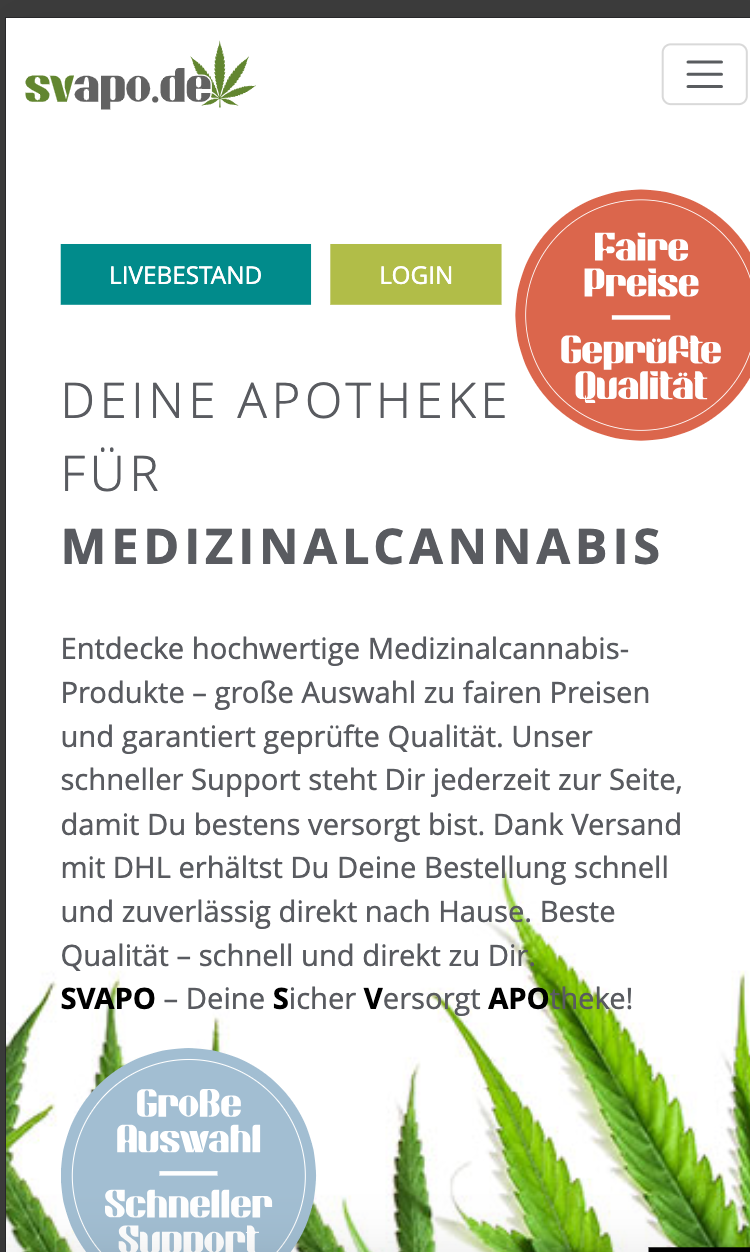 svapo.de
LIVEBESTAND
LOGIN
Faire
Preise
Geprüfte
Qualität
DEINE APOTHEKE
FÜR
MEDIZINALCANNABIS
Entdecke hochwertige Medizinalcannabis-
Produkte – große Auswahl zu fairen Preisen
und garantiert geprüfte Qualität. Unser
schneller Support steht Dir jederzeit zur Seite,
damit Du bestens versorgt bist. Dank Versand
mit DHL erhältst Du Deine Bestellung schnell
und zuverlässig direkt nach Hause. Beste
Qualität – schnell und direkt zu Dir.
SVAPO – Deine Sicher Versorgt APOtheke!
Große
Auswahl
Schneller
Support